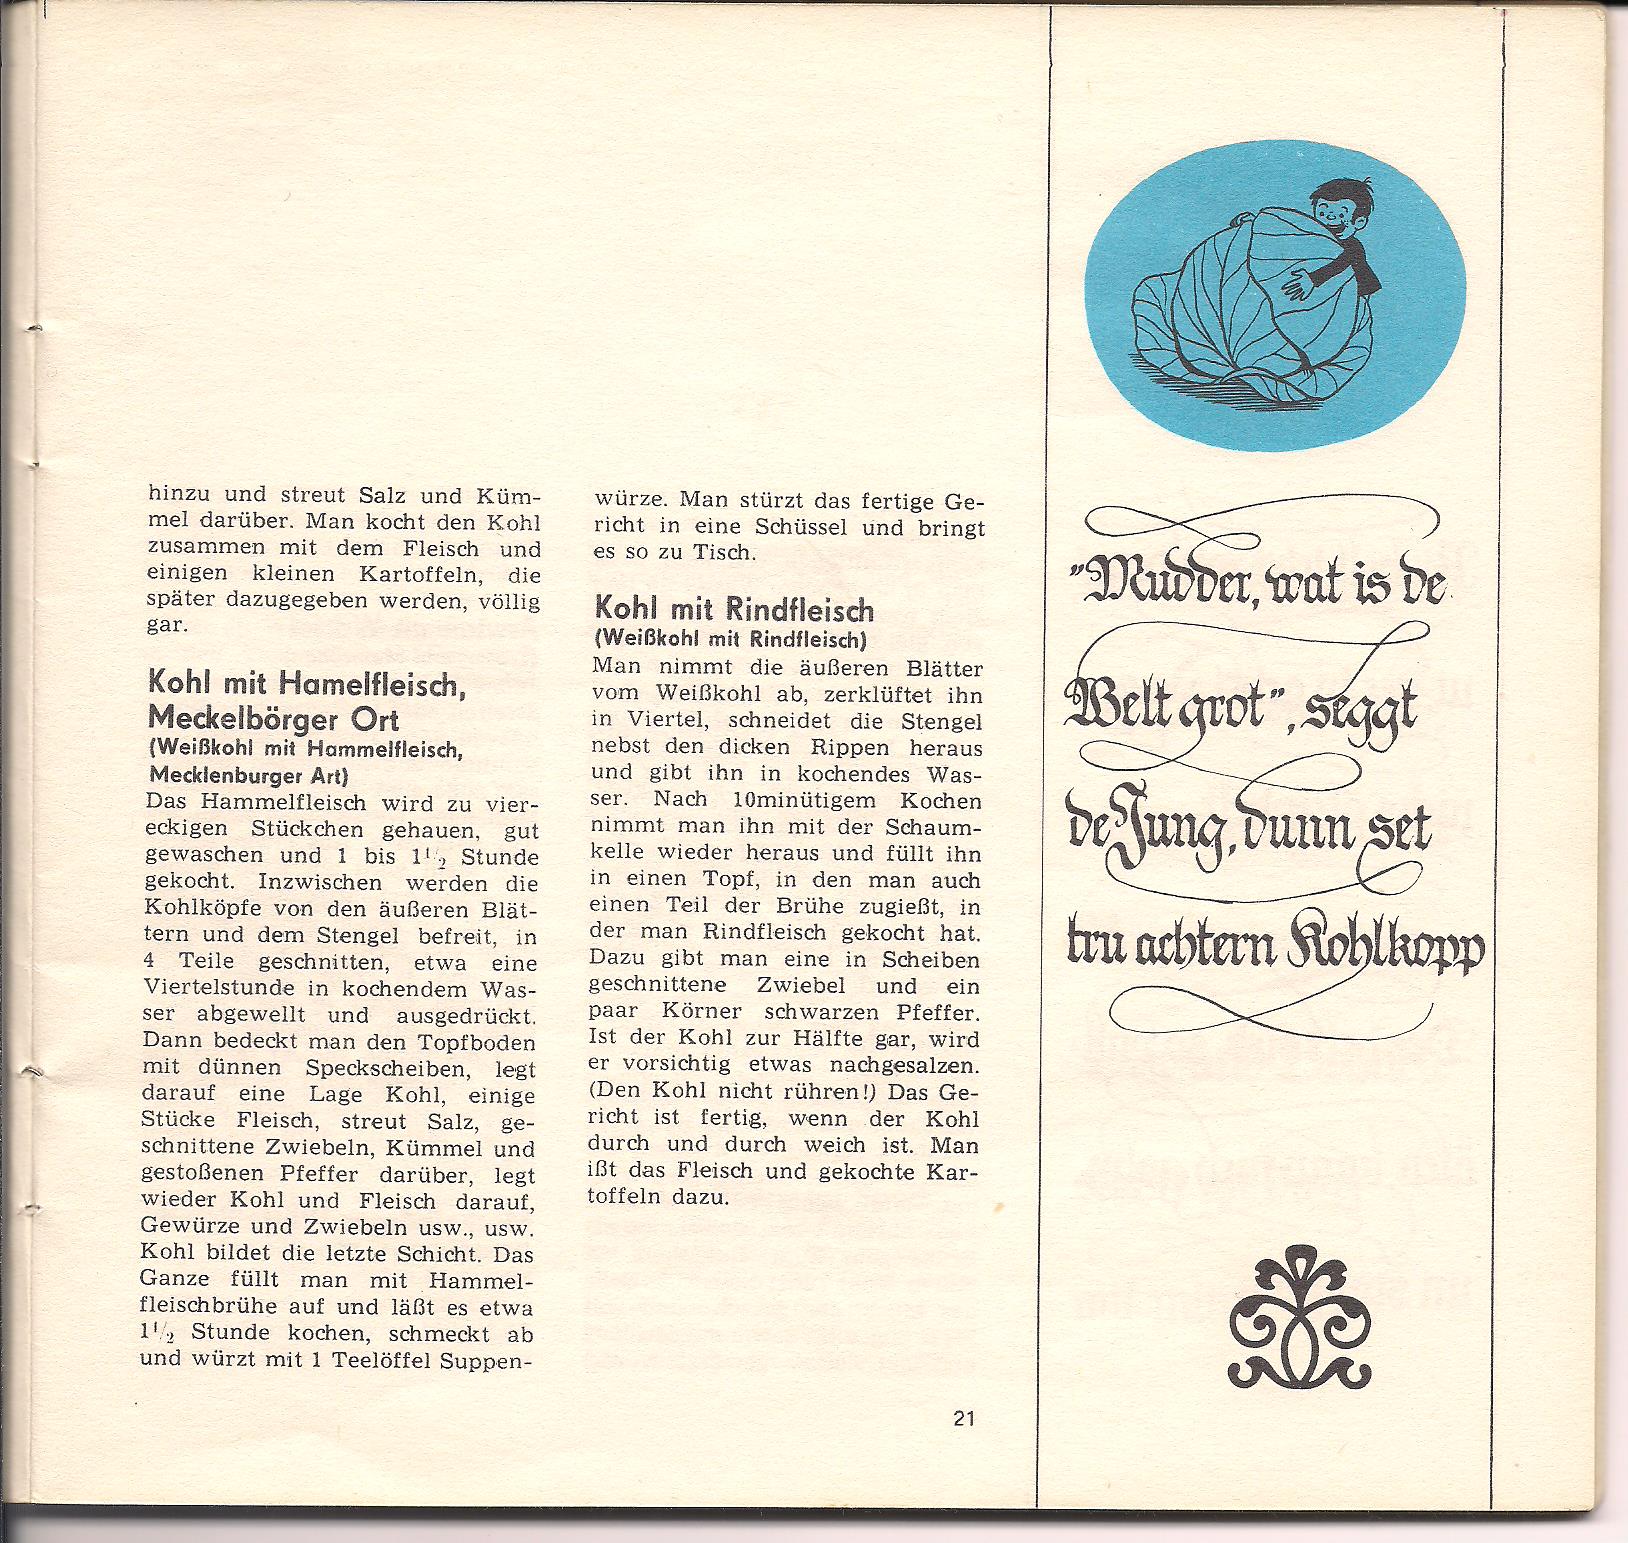 hinzu und streut Salz und Küm-
mel darüber. Man kocht den Kohl
zusammen mit dem Fleisch und
einigen kleinen Kartoffeln, die
später dazugegeben werden, völlig
gar.
Kohl mit Hamelfleisch,
Meckelbörger Ort
(Weißkohl mit Hammelfleisch,
Mecklenburger Art)
Das Hammelfleisch wird zu vier-
eckigen Stückchen gehauen, gut
gewaschen und 1 bis 1½ Stunde
gekocht. Inzwischen werden die
Kohlköpfe von den äußeren Blät-
tern und dem Stengel befreit, in
4 Teile geschnitten, etwa eine
Viertelstunde in kochendem Was-
ser abgewellt und ausgedrückt.
Dann bedeckt man den Topfboden
mit dünnen Speckscheiben, legt
darauf eine Lage Kohl, einige
Stücke Fleisch, streut Salz, ge-
schnittene Zwiebeln, Kümmel und
gestoßenen Pfeffer darüber, legt
wieder Kohl und Fleisch darauf,
Gewürze und Zwiebeln usw., usw.
Kohl bildet die letzte Schicht. Das
Ganze füllt man mit Hammel-
fleischbrühe auf und läßt es etwa
1½ Stunde kochen, schmeckt ab
und würzt mit 1 Teelöffel Suppen-
würze. Man stürzt das fertige Ge-
richt in eine Schüssel und bringt
es so zu Tisch.
Kohl mit Rindfleisch
(Weißkohl mit Rindfleisch)
Man nimmt die äußeren Blätter
vom Weißkohl ab, zerklüftet ihn
in Viertel, schneidet die Stengel
nebst den dicken Rippen heraus
und gibt ihn in kochendes Was-
ser. Nach 10minütigem Kochen
nimmt man ihn mit der Schaum-
kelle wieder heraus und füllt ihn
in einen Topf, in den man auch
einen Teil der Brühe zugießt, in
der man Rindfleisch gekocht hat.
Dazu gibt man eine in Scheiben
geschnittene Zwiebel und ein
paar Körner schwarzen Pfeffer.
Ist der Kohl zur Hälfte gar, wird
er vorsichtig etwas nachgesalzen.
(Den Kohl nicht rühren!) Das Ge-
richt ist fertig, wenn der Kohl
durch und durch weich ist. Man
ißt das Fleisch und gekochte Kar-
toffeln dazu.
21
"Mudder, wat is de
Welt grot", seggt
de Jung, dunn set
tru achtern Kohlkopp